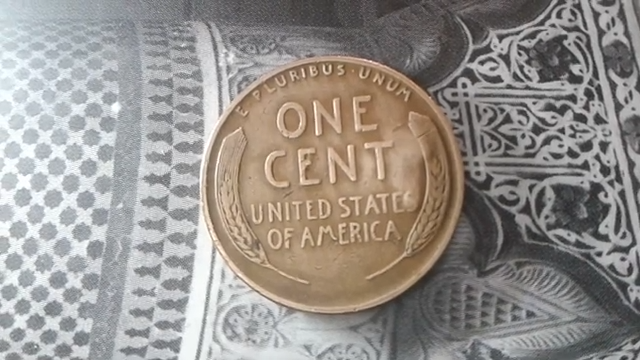 E PLURIBUS·UNUM
ONE
CENT
UNITED STATES
OF AMERICA